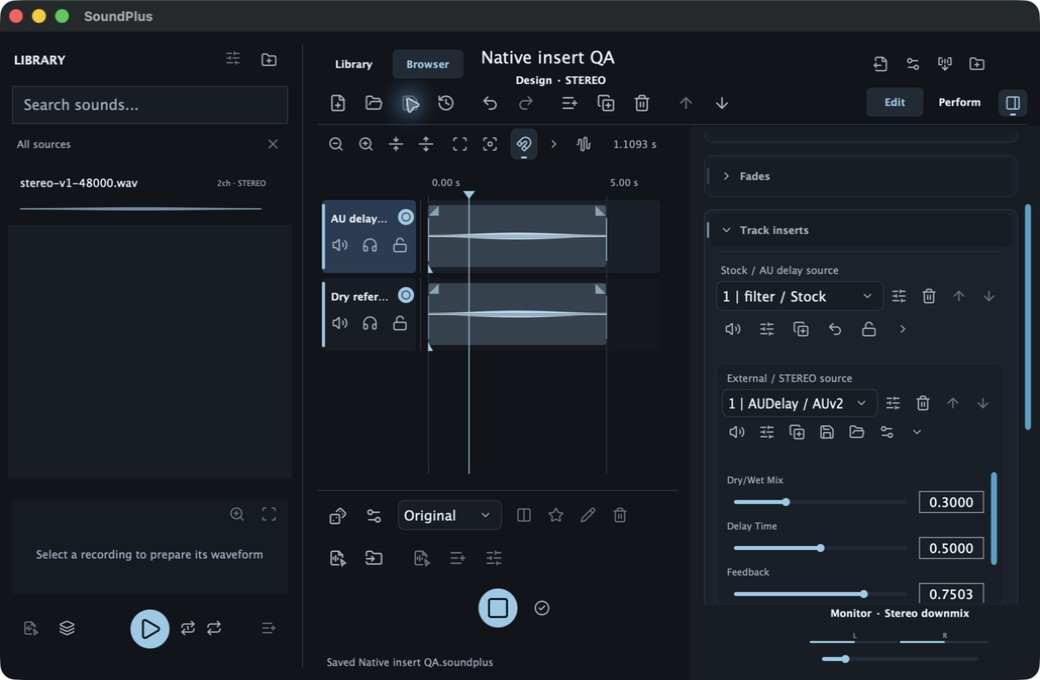 SoundPlus
LIBRARY
Search sounds...
All sources
stereo-v1-48000.wav
2ch · STEREO
Select a recording to prepare its waveform
Library
Browser
Native insert QA
Design · STEREO
Edit
Perform
1.1093 s
0.00 s
5.00 s
AU delay...
Dry refer...
Original
Saved Native insert QA.soundplus
Fades
Track inserts
Stock / AU delay source
1 | filter / Stock
External / STEREO source
1 | AUDelay / AUv2
Dry/Wet Mix
0.3000
Delay Time
0.5000
Feedback
0.7503
Monitor · Stereo downmix
L
R